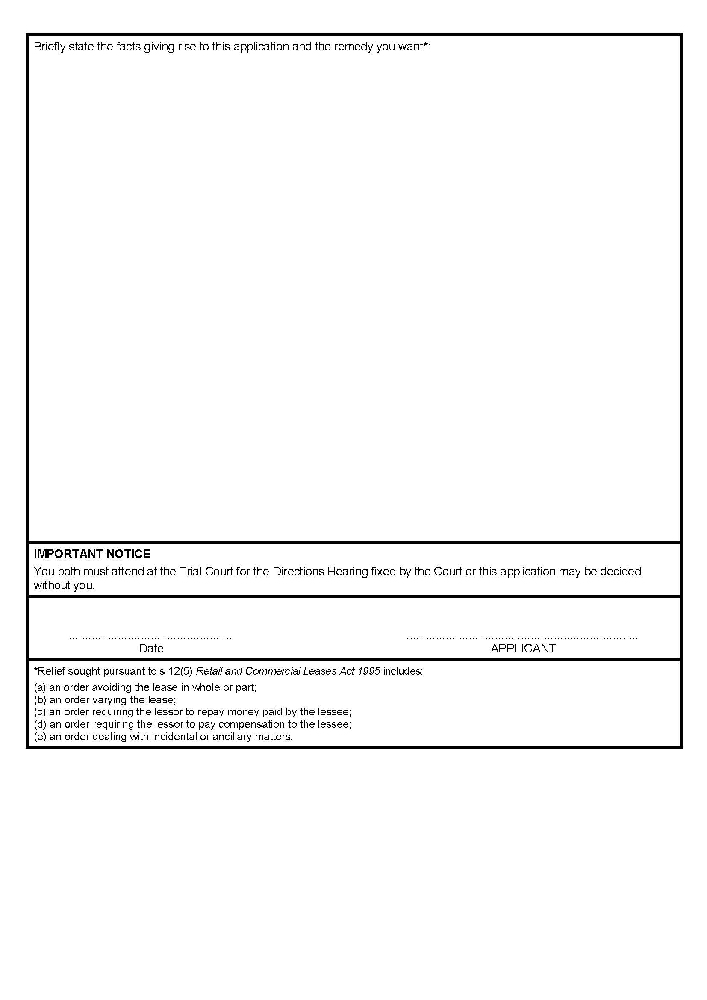 Briefly state the facts giving rise to this application and the remedy you want*:
IMPORTANT NOTICE
You both must attend at the Trial Court for the Directions Hearing fixed by the Court or this application may be decided
without you.
.................................................. .......................................................................
Date APPLICANT
*Relief sought pursuant to s 12(5) Retail and Commercial Leases Act 1995 includes:
(a) an order avoiding the lease in whole or part;
(b) an order varying the lease;
(c) an order requiring the lessor to repay money paid by the lessee;
(d) an order requiring the lessor to pay compensation to the lessee;
(e) an order dealing with incidental or ancillary matters.